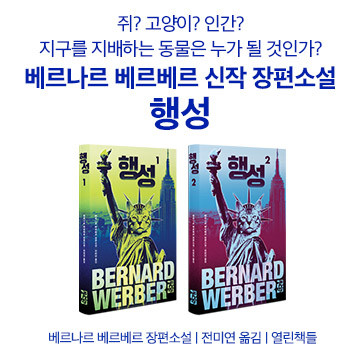 쥐? 고양이? 인간?
지구를 지배하는 동물은 누가 될 것인가?
베르나르 베르베르 신작 장편소설
행성
행성 1
1
BERNARD
WERBER
행성 2
2
BERNARD
WERBER
베르나르 베르베르 장편소설 | 전미연 옮김 | 열린책들